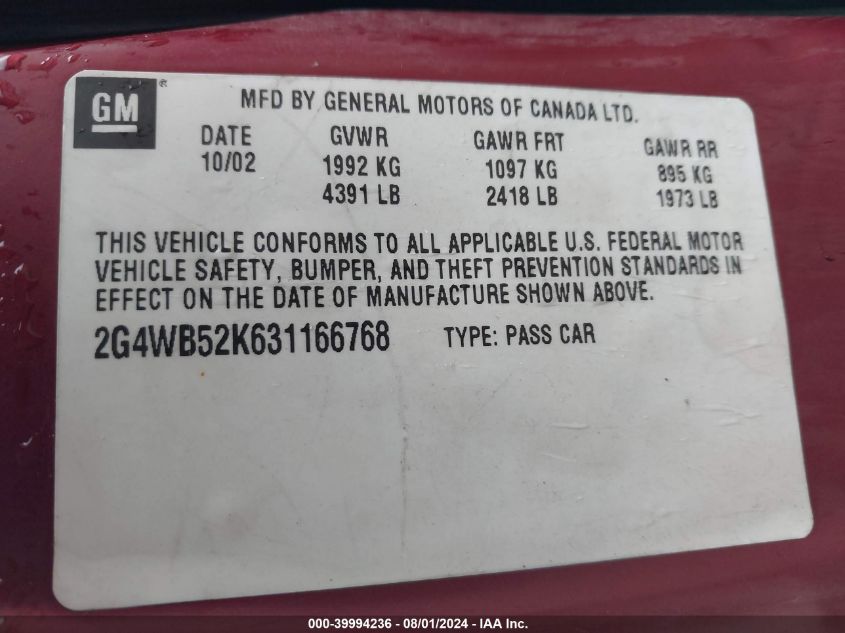 GM ®
MFD BY GENERAL MOTORS OF CANADA LTD.
DATE GVWR GAWR FRT GAWR RR
10/02 1992 KG 1097 KG 895 KG
4391 LB 2418 LB 1973 LB
THIS VEHICLE CONFORMS TO ALL APPLICABLE U.S. FEDERAL MOTOR
VEHICLE SAFETY, BUMPER, AND THEFT PREVENTION STANDARDS IN
EFFECT ON THE DATE OF MANUFACTURE SHOWN ABOVE.
2G4WB52K631166768 TYPE: PASS CAR
000-39994236 - 08/01/2024 - IAA Inc.